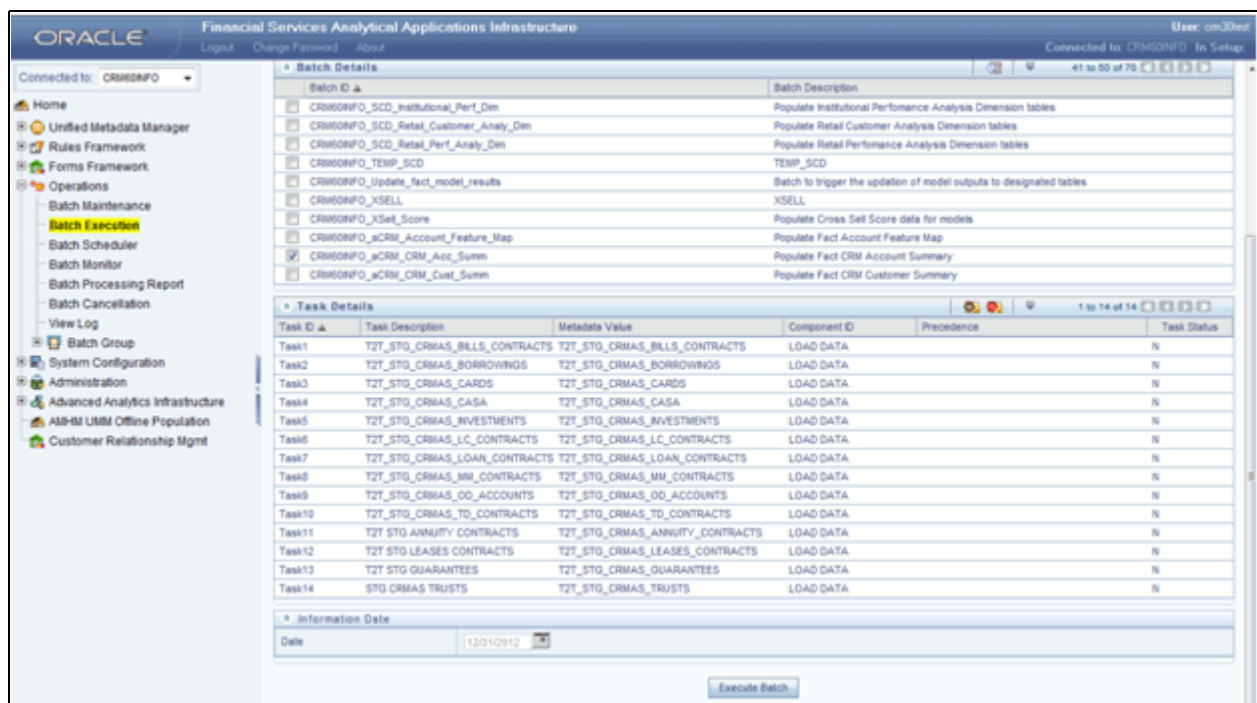 ORACLE
Financial Services Analytical Applications Infrastructure
User: crm30test
Logout Change Password About
Connected to: CRM60INFO In Setup:
Connected to: CRM60INFO
Home
Unified Metadata Manager
Rules Framework
Forms Framework
Operations
Batch Maintenance
Batch Execution
Batch Scheduler
Batch Monitor
Batch Processing Report
Batch Cancellation
View Log
Batch Group
System Configuration
Administration
Advanced Analytics Infrastructure
AMHM UMM Offline Population
Customer Relationship Mgmt
Batch Details 41 to 50 of 70
Batch ID Batch Description
CRM60INFO_SCD_Institutional_Perf_Dim Populate Institutional Perfomance Analysis Dimension tables
CRM60INFO_SCD_Retail_Customer_Analy_Dim Populate Retail Customer Analysis Dimension tables
CRM60INFO_SCD_Retail_Perf_Analy_Dim Populate Retail Perfomance Analysis Dimension tables
CRM60INFO_TEMP_SCD TEMP_SCD
CRM60INFO_Update_fact_model_results Batch to trigger the updation of model outputs to designated tables
CRM60INFO_XSELL XSELL
CRM60INFO_XSell_Score Populate Cross Sell Score data for models
CRM60INFO_aCRM_Account_Feature_Map Populate Fact Account Feature Map
CRM60INFO_aCRM_CRM_Acc_Summ Populate Fact CRM Account Summary
CRM60INFO_aCRM_CRM_Cust_Summ Populate Fact CRM Customer Summary
Task Details 1 to 14 of 14
Task ID Task Description Metadata Value Component ID Precedence Task Status
Task1 T2T_STG_CRMAS_BILLS_CONTRACTS T2T_STG_CRMAS_BILLS_CONTRACTS LOAD DATA N
Task2 T2T_STG_CRMAS_BORROWINGS T2T_STG_CRMAS_BORROWINGS LOAD DATA N
Task3 T2T_STG_CRMAS_CARDS T2T_STG_CRMAS_CARDS LOAD DATA N
Task4 T2T_STG_CRMAS_CASA T2T_STG_CRMAS_CASA LOAD DATA N
Task5 T2T_STG_CRMAS_INVESTMENTS T2T_STG_CRMAS_INVESTMENTS LOAD DATA N
Task6 T2T_STG_CRMAS_LC_CONTRACTS T2T_STG_CRMAS_LC_CONTRACTS LOAD DATA N
Task7 T2T_STG_CRMAS_LOAN_CONTRACTS T2T_STG_CRMAS_LOAN_CONTRACTS LOAD DATA N
Task8 T2T_STG_CRMAS_MM_CONTRACTS T2T_STG_CRMAS_MM_CONTRACTS LOAD DATA N
Task9 T2T_STG_CRMAS_OD_ACCOUNTS T2T_STG_CRMAS_OD_ACCOUNTS LOAD DATA N
Task10 T2T_STG_CRMAS_TD_CONTRACTS T2T_STG_CRMAS_TD_CONTRACTS LOAD DATA N
Task11 T2T STG ANNUITY CONTRACTS T2T_STG_CRMAS_ANNUITY_CONTRACTS LOAD DATA N
Task12 T2T STG LEASES CONTRACTS T2T_STG_CRMAS_LEASES_CONTRACTS LOAD DATA N
Task13 T2T STG GUARANTEES T2T_STG_CRMAS_GUARANTEES LOAD DATA N
Task14 STG CRMAS TRUSTS T2T_STG_CRMAS_TRUSTS LOAD DATA N
Information Date
Date 12/31/2012
Execute Batch